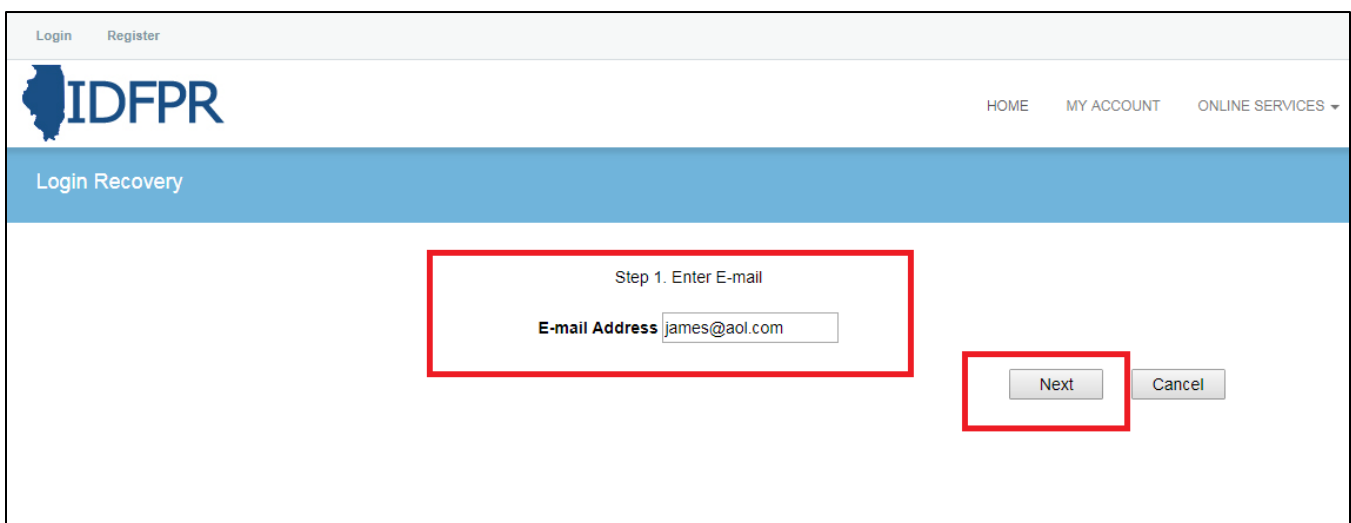 Login Register
IDFPR
HOME MY ACCOUNT ONLINE SERVICES
Login Recovery
Step 1. Enter E-mail
E-mail Address james@aol.com
Next Cancel